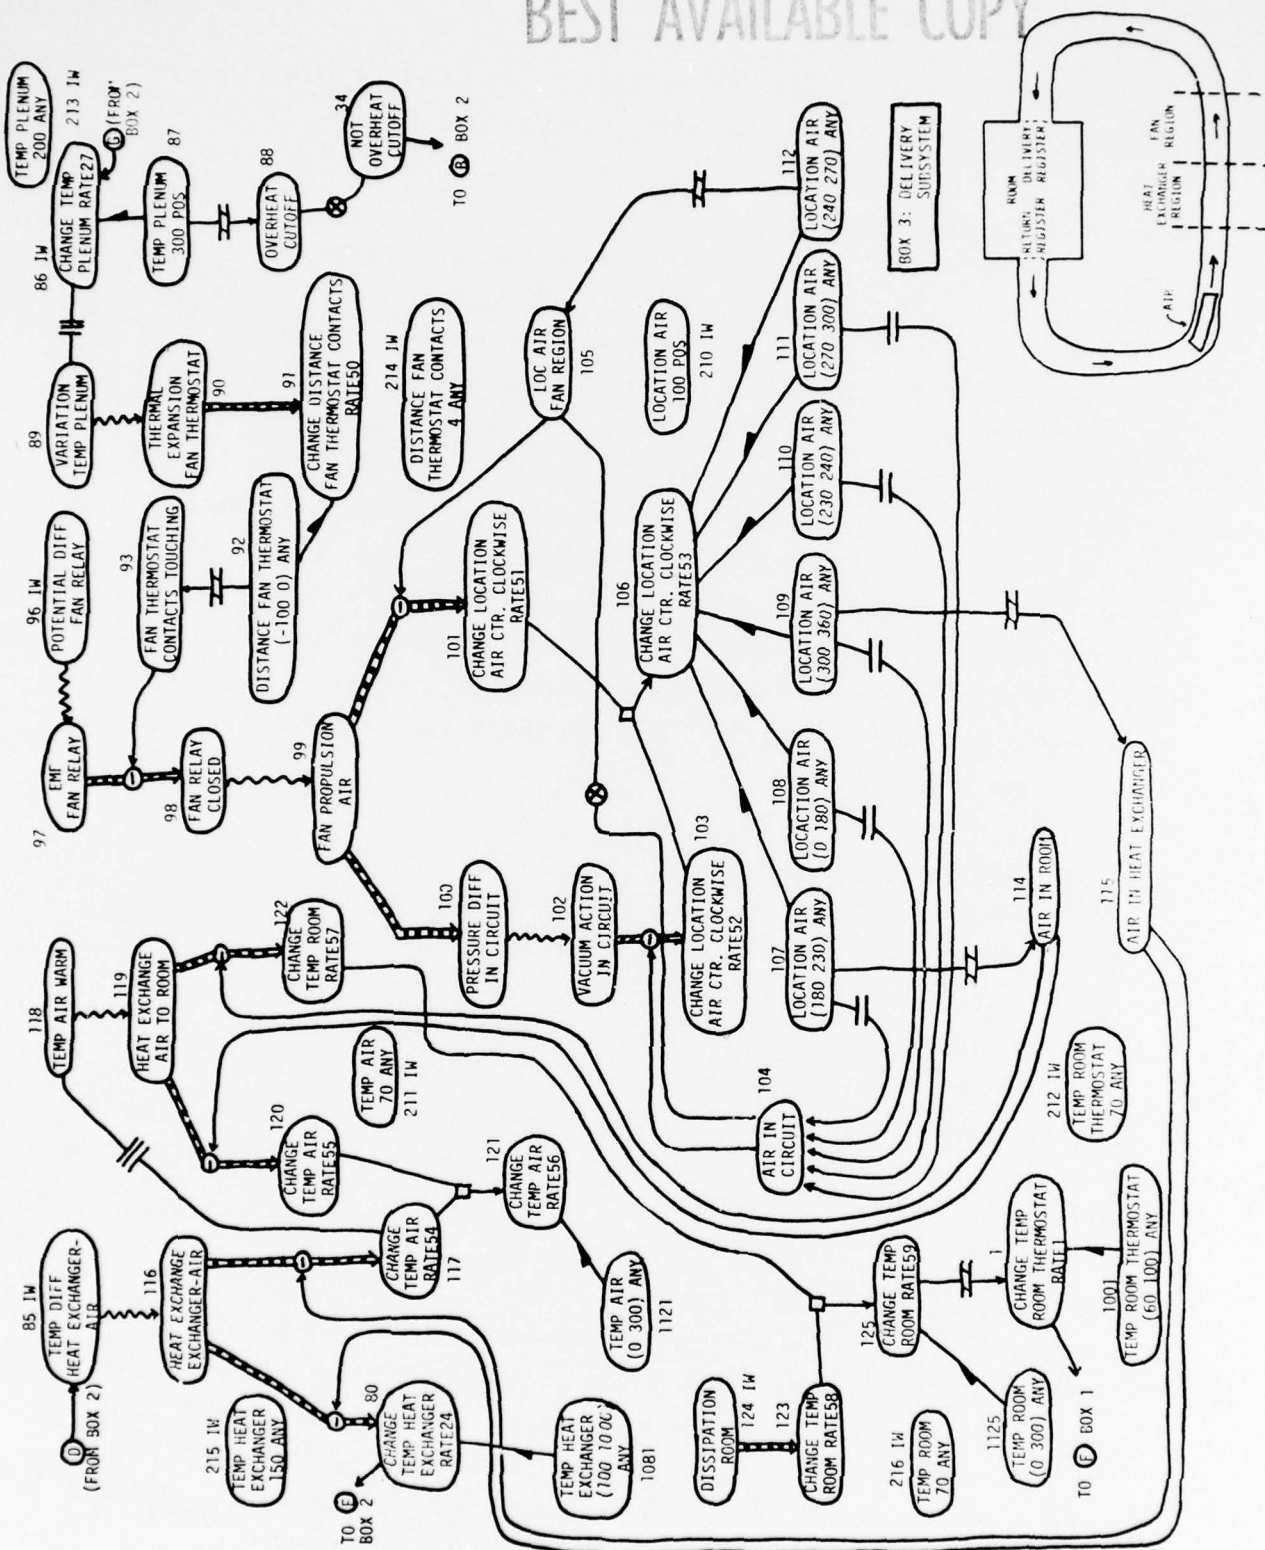 BEST AVAILABLE COPY
TEMP PLENUM
200 ANY
213 IW
86 IW
CHANGE TEMP
PLENUM RATE27
G (FROM
BOX 2)
TEMP PLENUM
300 POS
87
88
OVERHEAT
CUTOFF
34
NOT
OVERHEAT
CUTOFF
TO BOX 2
89
VARIATION
TEMP PLENUM
THERMAL
EXPANSION
FAN THERMOSTAT
90
91
CHANGE DISTANCE
FAN THERMOSTAT CONTACTS
RATE50
214 IW
DISTANCE FAN
THERMOSTAT CONTACTS
4 ANY
96 IW
POTENTIAL DIFF
FAN RELAY
93
FAN THERMOSTAT
CONTACTS TOUCHING
92
DISTANCE FAN THERMOSTAT
(-100 0) ANY
97
EMF
FAN RELAY
98
FAN RELAY
CLOSED
99
FAN PROPULSION
AIR
101
CHANGE LOCATION
AIR CTR. CLOCKWISE
RATE51
LOC AIR
FAN REGION
105
LOCATION AIR
100 POS
210 IW
106
CHANGE LOCATION
AIR CTR. CLOCKWISE
RATE53
100
PRESSURE DIFF
IN CIRCUIT
102
VACUUM ACTION
IN CIRCUIT
103
CHANGE LOCATION
AIR CTR. CLOCKWISE
RATE52
107
LOCATION AIR
(180 230) ANY
108
LOCACTION AIR
(0 180) ANY
109
LOCATION AIR
(300 360) ANY
110
LOCATION AIR
(230 240) ANY
111
LOCATION AIR
(270 300) ANY
112
LOCATION AIR
(240 270) ANY
BOX 3: DELIVERY
SUBSYSTEM
ROOM
RETURN DELIVERY
REGISTER REGISTER
HEAT
EXCHANGER
REGION
FAN
REGION
AIR
114
AIR IN ROOM
115
AIR IN HEAT EXCHANGER
104
AIR IN
CIRCUIT
118
TEMP AIR WARM
119
HEAT EXCHANGE
AIR TO ROOM
122
CHANGE
TEMP ROOM
RATE57
120
CHANGE
TEMP AIR
RATE55
TEMP AIR
70 ANY
211 IW
121
CHANGE
TEMP AIR
RATE56
TEMP AIR
(0 300) ANY
1121
85 IW
TEMP DIFF
HEAT EXCHANGER-
AIR
D
(FROM BOX 2)
116
HEAT EXCHANGE
EXCHANGER-AIR
CHANGE
TEMP AIR
RATE54
117
215 IW
TEMP HEAT
EXCHANGER
150 ANY
80
CHANGE
TEMP HEAT
EXCHANGER
RATE24
TO E
BOX 2
TEMP HEAT
EXCHANGER
(100 1000)
ANY
1081
DISSIPATION
ROOM
124 IW
123
CHANGE TEMP
ROOM RATE58
125
CHANGE TEMP
ROOM RATE59
216 IW
TEMP ROOM
70 ANY
1125
TEMP ROOM
(0 300) ANY
212 IW
TEMP ROOM
THERMOSTAT
70 ANY
1
CHANGE TEMP
ROOM THERMOSTAT
RATE1
1001
TEMP ROOM THERMOSTAT
(60 100) ANY
TO F BOX 1